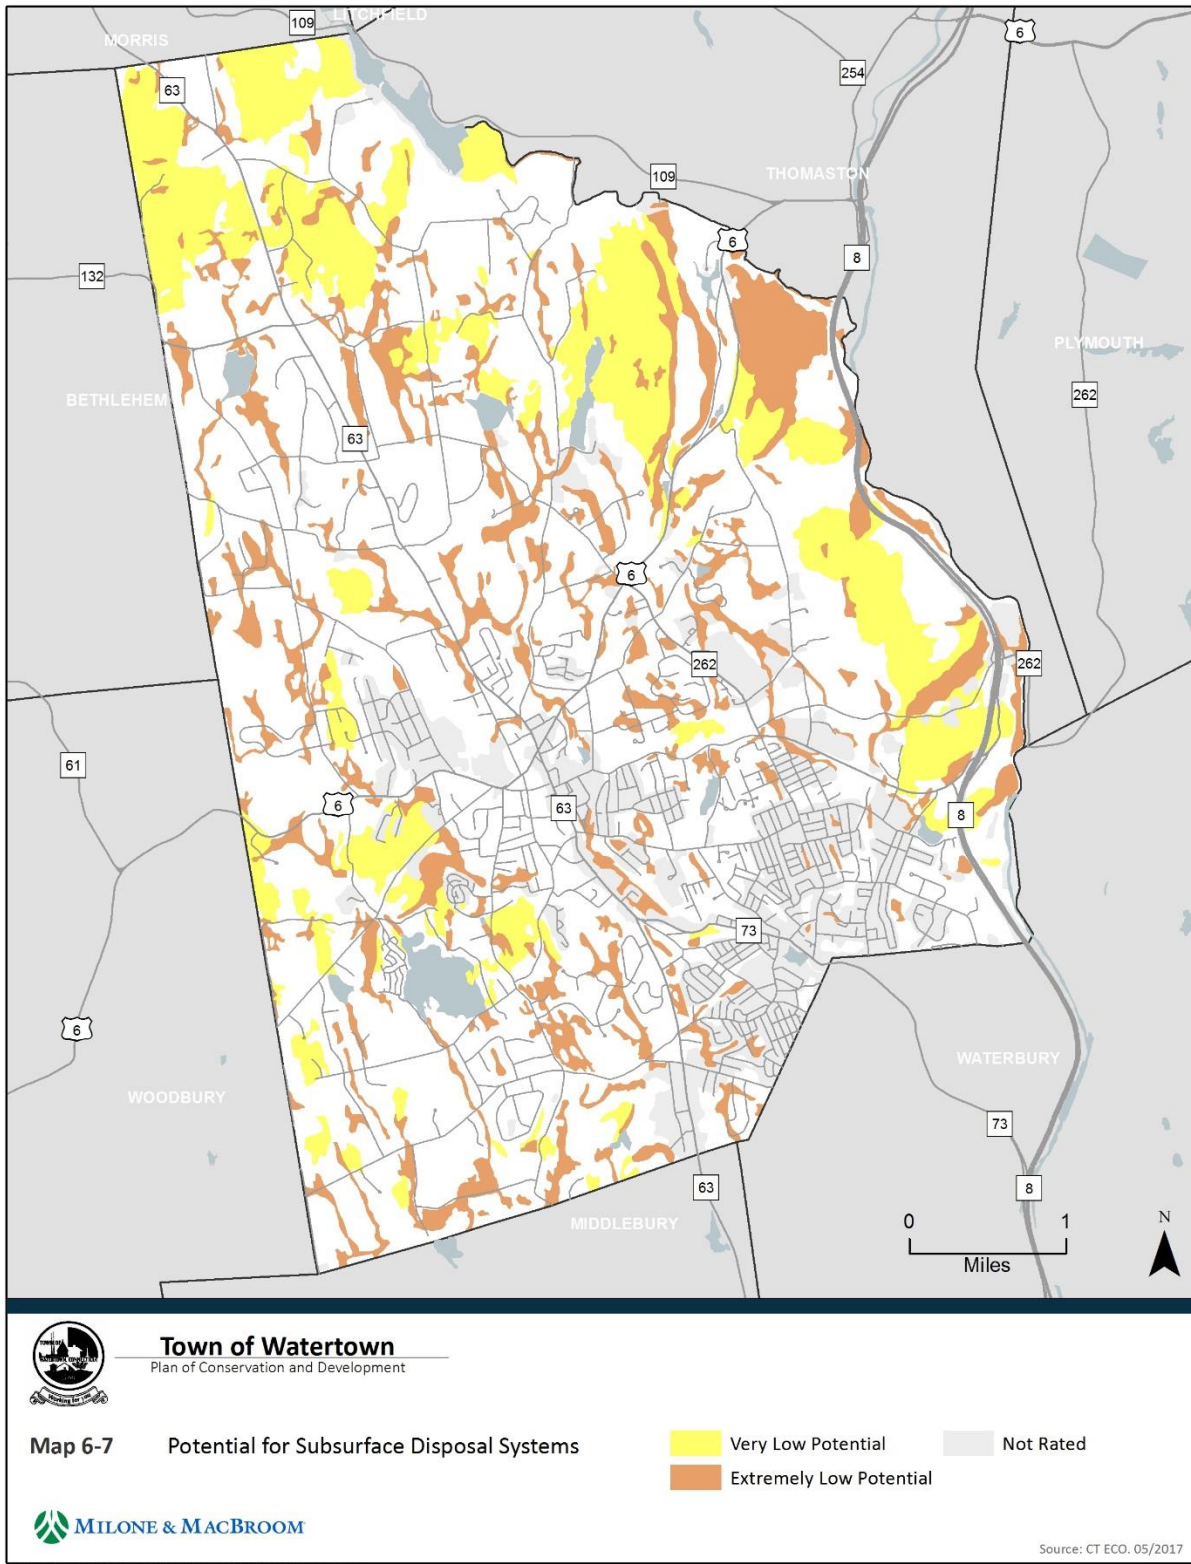 LITCHFIELD
109
MORRIS
6
254
63
THOMASTON
109
6
8
132
PLYMOUTH
262
BETHLEHEM
63
6
262
262
61
6
63
8
73
6
WATERBURY
WOODBURY
73
63
8
MIDDLEBURY
0 1
Miles
N
Town of Watertown
Plan of Conservation and Development
Map 6-7 Potential for Subsurface Disposal Systems
Very Low Potential Not Rated
Extremely Low Potential
MILONE & MACBROOM
Source: CT ECO. 05/2017